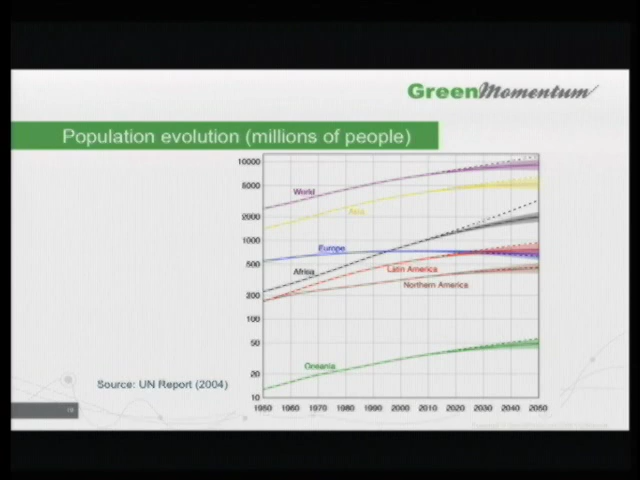 GreenMomentum
Population evolution (millions of people)
10000
5000
2000
1000
500
200
100
50
20
10
World
Asia
Europe
Africa
Latin America
Northern America
Oceania
1950 1960 1970 1980 1990 2000 2010 2020 2030 2040 2050
Source: UN Report (2004)